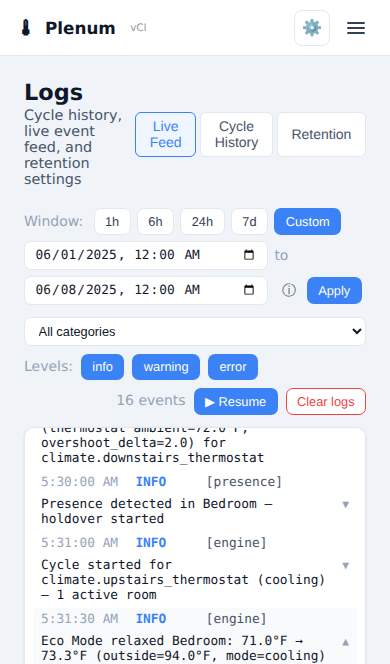 Plenum vCI
Logs
Cycle history,
live event
feed, and
retention
settings
Live
Feed
Cycle
History
Retention
Window: 1h 6h 24h 7d Custom
06/01/2025, 12:00 AM to
06/08/2025, 12:00 AM ⓘ Apply
All categories
Levels: info warning error
16 events ▶ Resume Clear logs
(thermostat ambient=72.0°F,
overshoot_delta=2.0) for
climate.downstairs_thermostat
5:30:00 AM INFO [presence]
Presence detected in Bedroom — ▼
holdover started
5:31:00 AM INFO [engine]
Cycle started for ▼
climate.upstairs_thermostat (cooling)
— 1 active room
5:31:30 AM INFO [engine]
Eco Mode relaxed Bedroom: 71.0°F → ▲
73.3°F (outside=94.0°F, mode=cooling)